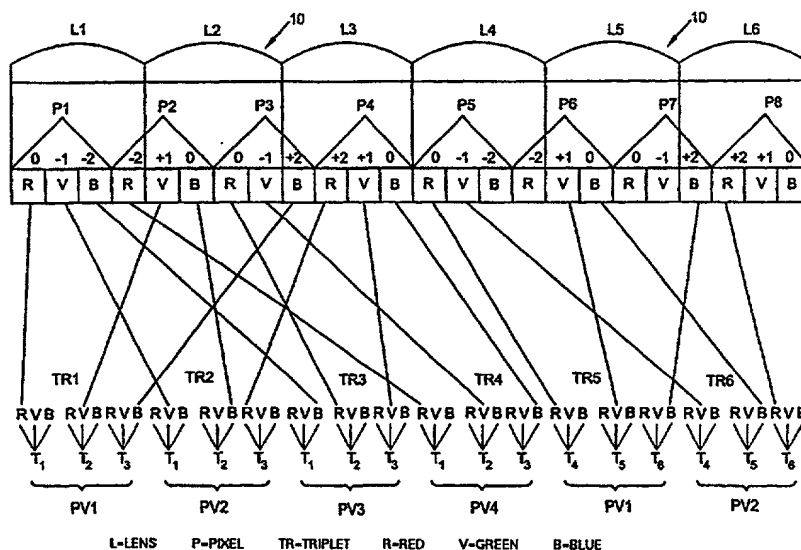 L1 L2 10 L3 L4 L5 10 L6
P1 P2 P3 P4 P5 P6 P7 P8
0 -1 -2 -2 +1 0 0 -1 +2 +2 +1 0 0 -1 -2 -2 +1 0 0 -1 +2 +2 +1 0
R V B R V B R V B R V B R V B R V B R V B R V B
TR1 TR2 TR3 TR4 TR5 TR6
RVB RVB RVB RVB RVB RVB RVB RVB RVB RVB RVB RVB RVB RVB RVB RVB RVB RVB
T1 T2 T3 T1 T2 T3 T1 T2 T3 T1 T2 T3 T4 T5 T6 T4 T5 T6
PV1 PV2 PV3 PV4 PV1 PV2
L=LENS P=PIXEL TR=TRIPLET R=RED V=GREEN B=BLUE